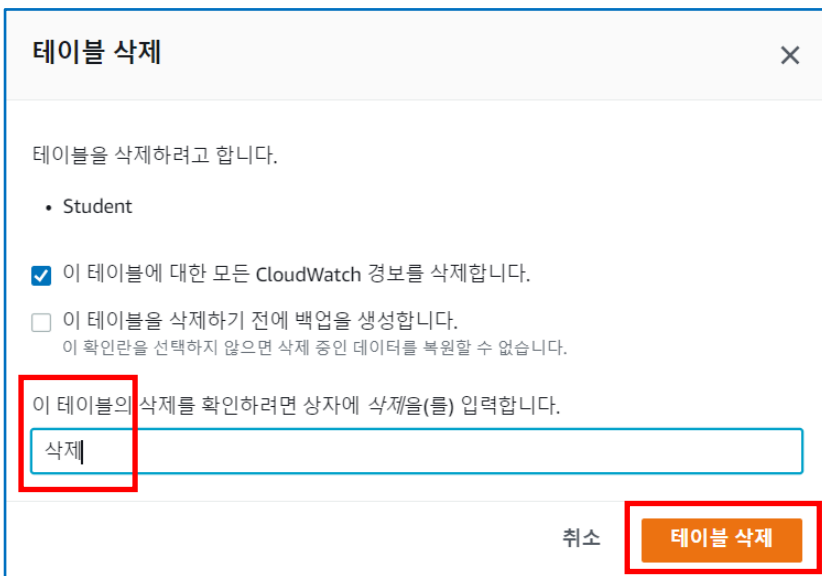 테이블 삭제
테이블을 삭제하려고 합니다.
• Student
이 테이블에 대한 모든 CloudWatch 경보를 삭제합니다.
이 테이블을 삭제하기 전에 백업을 생성합니다.
이 확인란을 선택하지 않으면 삭제 중인 데이터를 복원할 수 없습니다.
이 테이블의 삭제를 확인하려면 상자에 삭제을(를) 입력합니다.
삭제
취소 테이블 삭제